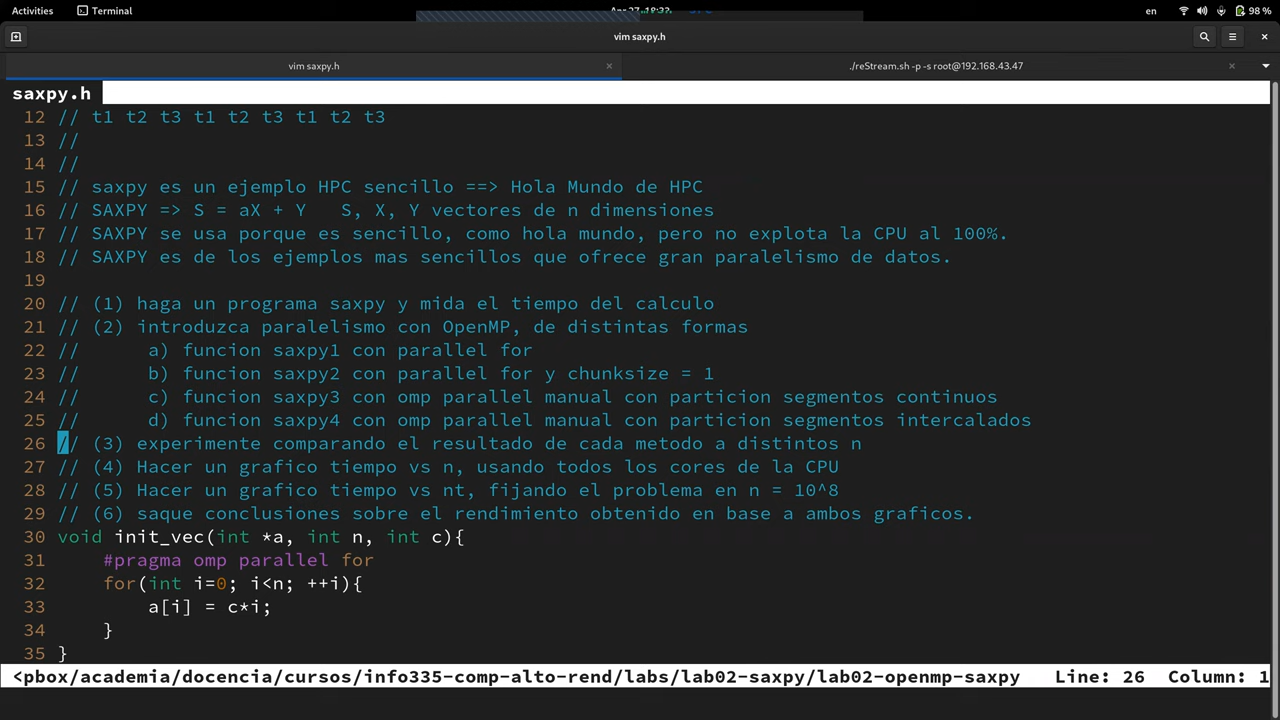 Activities Terminal en 98 %
vim saxpy.h
vim saxpy.h × ./reStream.sh -p -s root@192.168.43.47 ×
saxpy.h
12 // t1 t2 t3 t1 t2 t3 t1 t2 t3
13 //
14 //
15 // saxpy es un ejemplo HPC sencillo ==> Hola Mundo de HPC
16 // SAXPY => S = aX + Y   S, X, Y vectores de n dimensiones
17 // SAXPY se usa porque es sencillo, como hola mundo, pero no explota la CPU al 100%.
18 // SAXPY es de los ejemplos mas sencillos que ofrece gran paralelismo de datos.
19
20 // (1) haga un programa saxpy y mida el tiempo del calculo
21 // (2) introduzca paralelismo con OpenMP, de distintas formas
22 //      a) funcion saxpy1 con parallel for
23 //      b) funcion saxpy2 con parallel for y chunksize = 1
24 //      c) funcion saxpy3 con omp parallel manual con particion segmentos continuos
25 //      d) funcion saxpy4 con omp parallel manual con particion segmentos intercalados
26 // (3) experimente comparando el resultado de cada metodo a distintos n
27 // (4) Hacer un grafico tiempo vs n, usando todos los cores de la CPU
28 // (5) Hacer un grafico tiempo vs nt, fijando el problema en n = 10^8
29 // (6) saque conclusiones sobre el rendimiento obtenido en base a ambos graficos.
30 void init_vec(int *a, int n, int c){
31     #pragma omp parallel for
32     for(int i=0; i<n; ++i){
33         a[i] = c*i;
34     }
35 }
<pbox/academia/docencia/cursos/info335-comp-alto-rend/labs/lab02-saxpy/lab02-openmp-saxpy   Line: 26  Column: 1